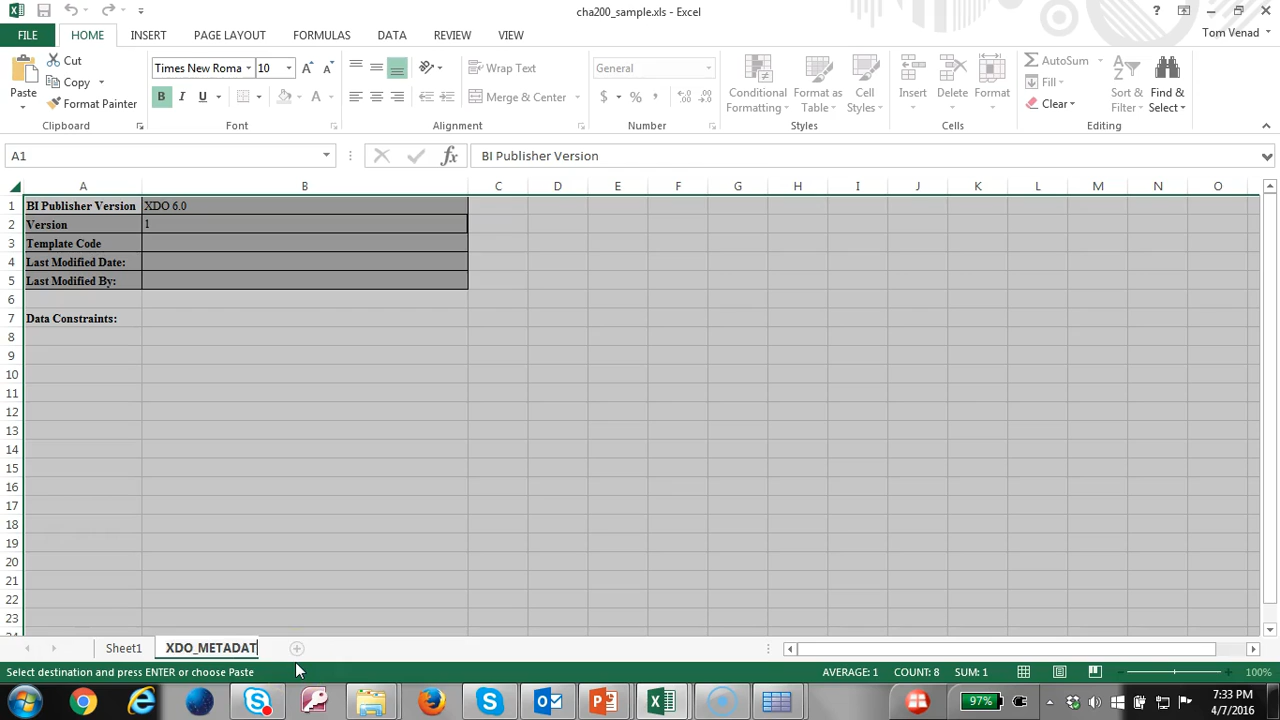 cha200_sample.xls - Excel
?
FILE HOME INSERT PAGE LAYOUT FORMULAS DATA REVIEW VIEW Tom Venad
Paste Cut Copy Format Painter
Times New Roma 10
B I U
Wrap Text
Merge & Center
General
$ % ,
Conditional Formatting Format as Table Cell Styles
Insert Delete Format
AutoSum Fill Clear
Sort & Filter Find & Select
Clipboard Font Alignment Number Styles Cells Editing
A1 fx BI Publisher Version
A B C D E F G H I J K L M N O
1 BI Publisher Version XDO 6.0
2 Version 1
3 Template Code
4 Last Modified Date:
5 Last Modified By:
6
7 Data Constraints:
8
9
10
11
12
13
14
15
16
17
18
19
20
21
22
23
24
Sheet1 XDO_METADAT
Select destination and press ENTER or choose Paste AVERAGE: 1 COUNT: 8 SUM: 1 100%
97% 7:33 PM
4/7/2016